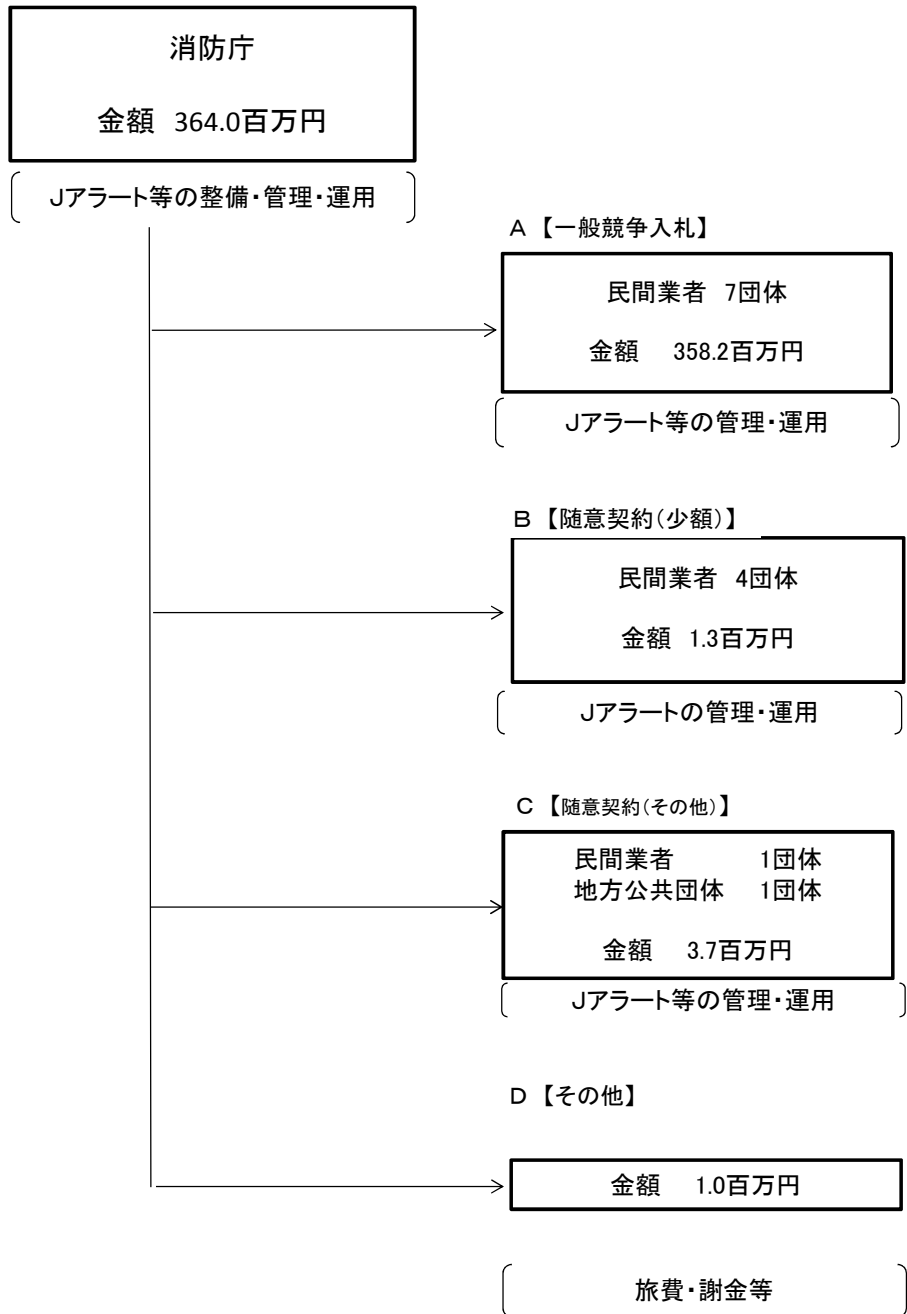 消防庁
金額 364.0百万円
Jアラート等の整備・管理・運用
A 【一般競争入札】
民間業者 7団体
金額 358.2百万円
Jアラート等の管理・運用
B 【随意契約(少額)】
民間業者 4団体
金額 1.3百万円
Jアラートの管理・運用
C 【随意契約(その他)】
民間業者 1団体
地方公共団体 1団体
金額 3.7百万円
Jアラート等の管理・運用
D 【その他】
金額 1.0百万円
旅費・謝金等